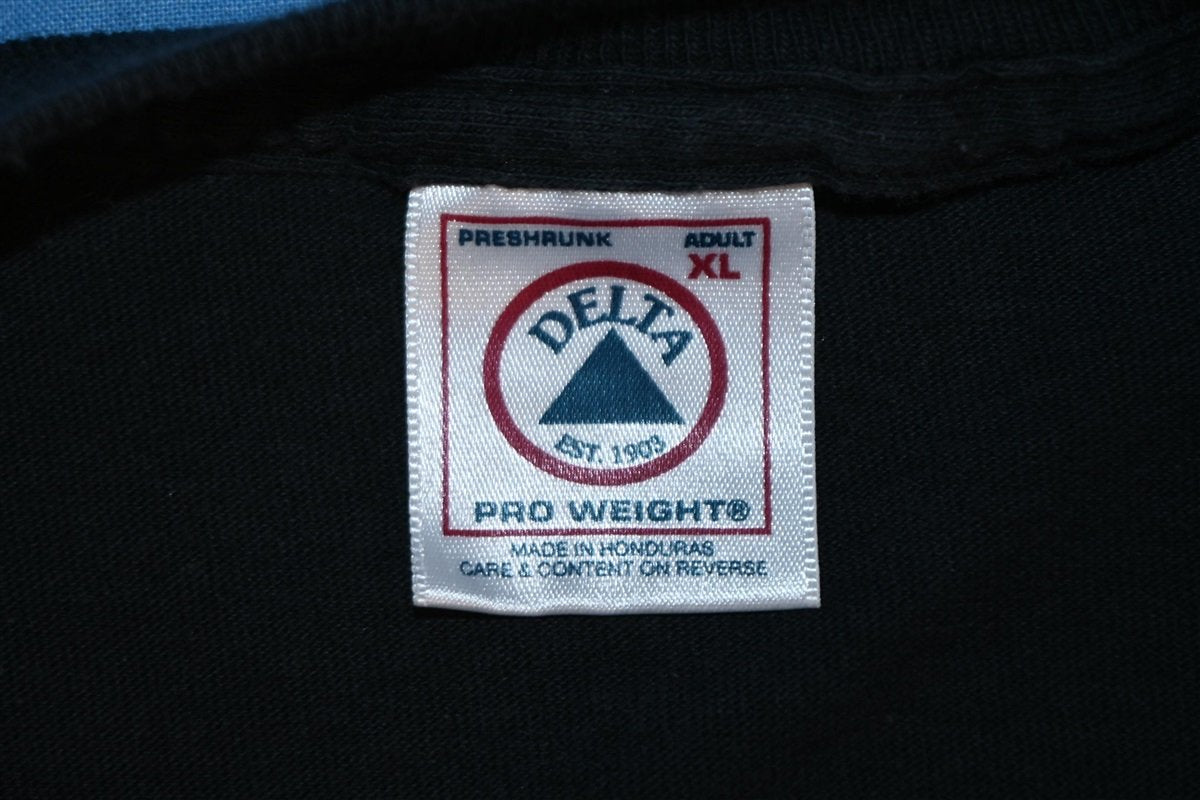 PRESHRUNK ADULT
XL
DELTA
EST. 1903
PRO WEIGHT®
MADE IN HONDURAS
CARE & CONTENT ON REVERSE